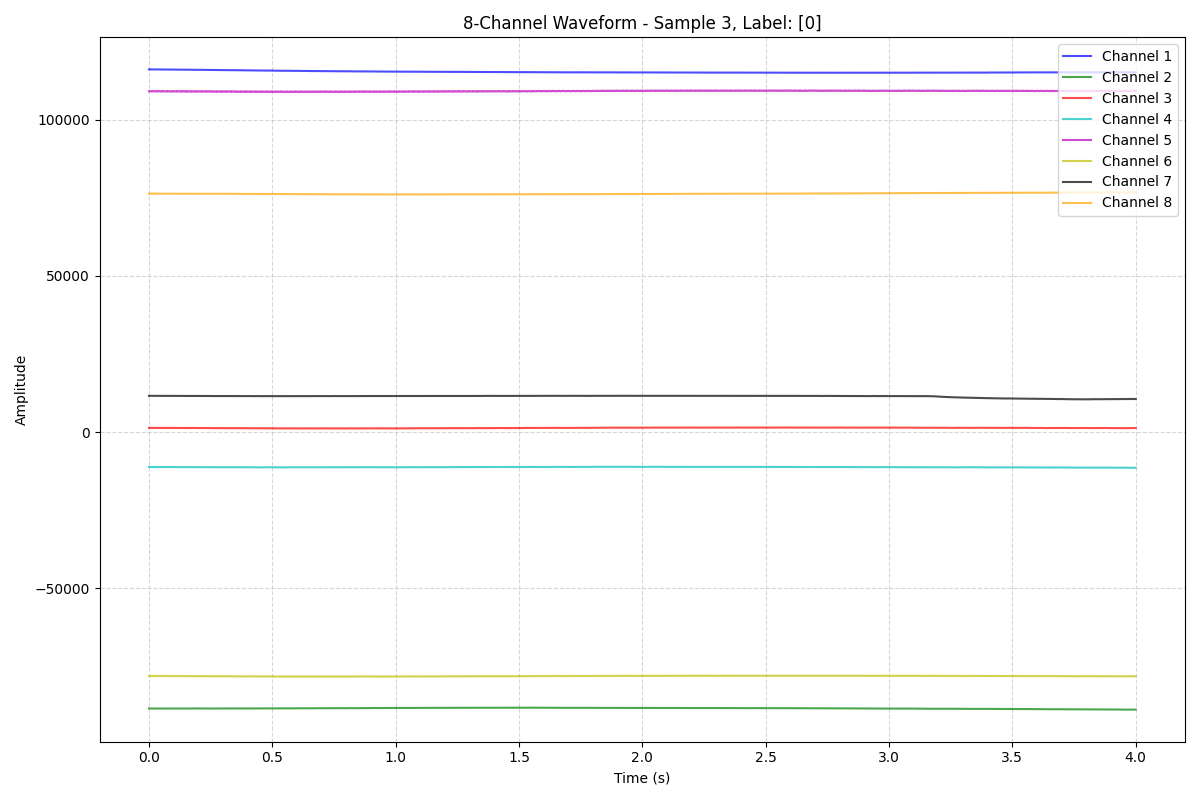 8-Channel Waveform - Sample 3, Label: [0]
Channel 1
Channel 2
Channel 3
Channel 4
Channel 5
Channel 6
Channel 7
Channel 8
100000
50000
0
−50000
Amplitude
0.0 0.5 1.0 1.5 2.0 2.5 3.0 3.5 4.0
Time (s)